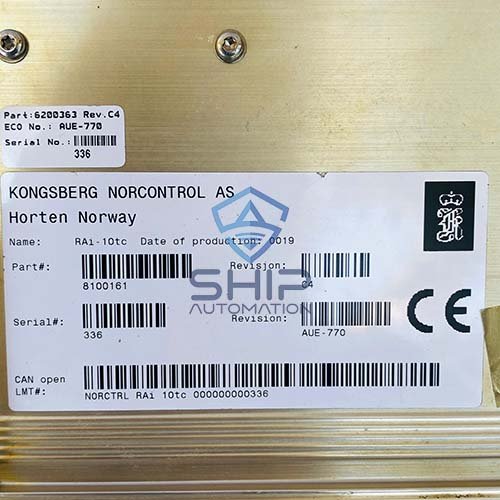 Part:6200363 Rev.C4
ECO No.: AUE-770
Serial No.:
336
KONGSBERG NORCONTROL AS
Horten Norway
Name: RAi-10tc Date of production: 0019
Part#: Revision:
8100161 C4
SHIP
AUTOMATION
Serial#: Revision:
336 AUE-770
CAN open
LMT#:
NORCTRL RAi 10tc 000000000336
CE